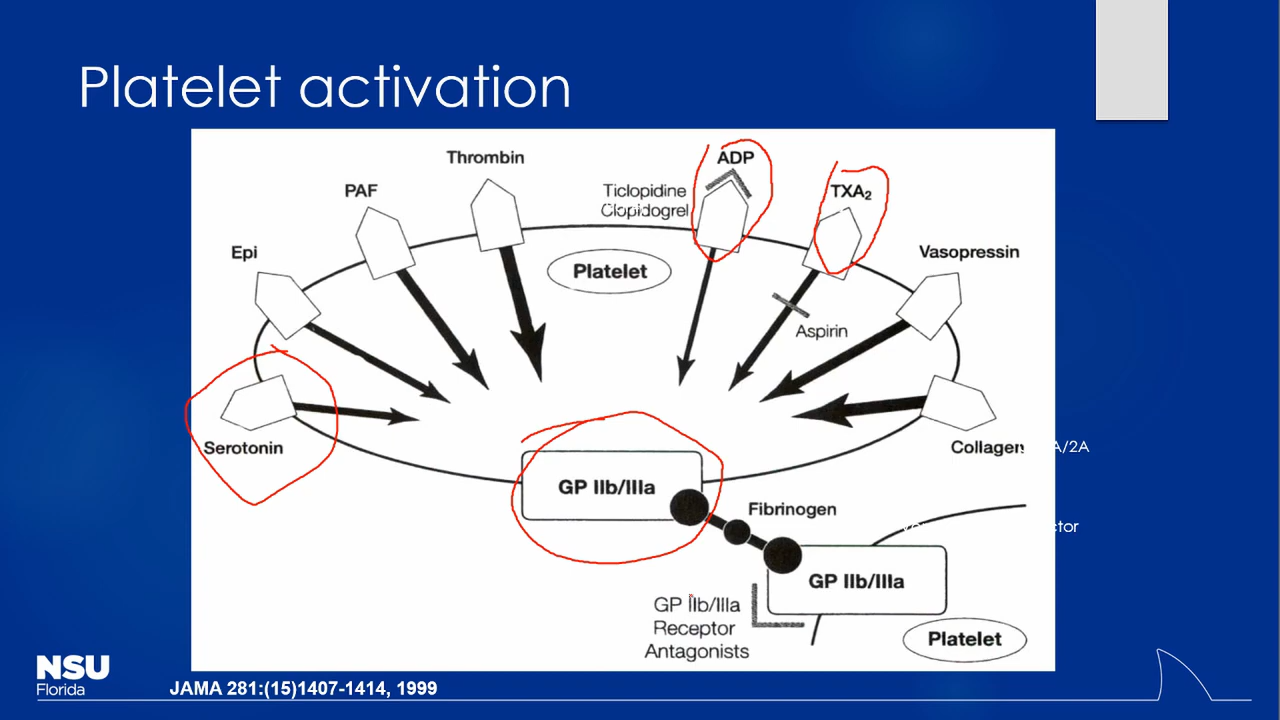 Platelet activation
Thrombin
ADP
PAF
Ticlopidine
Clopidogrel
TXA₂
Epi
Platelet
Vasopressin
Aspirin
Serotonin
Collagen
A/2A
GP IIb/IIIa
Fibrinogen
ctor
GP IIb/IIIa
GP IIb/IIIa
Receptor
Antagonists
Platelet
NSU
Florida
JAMA 281:(15)1407-1414, 1999